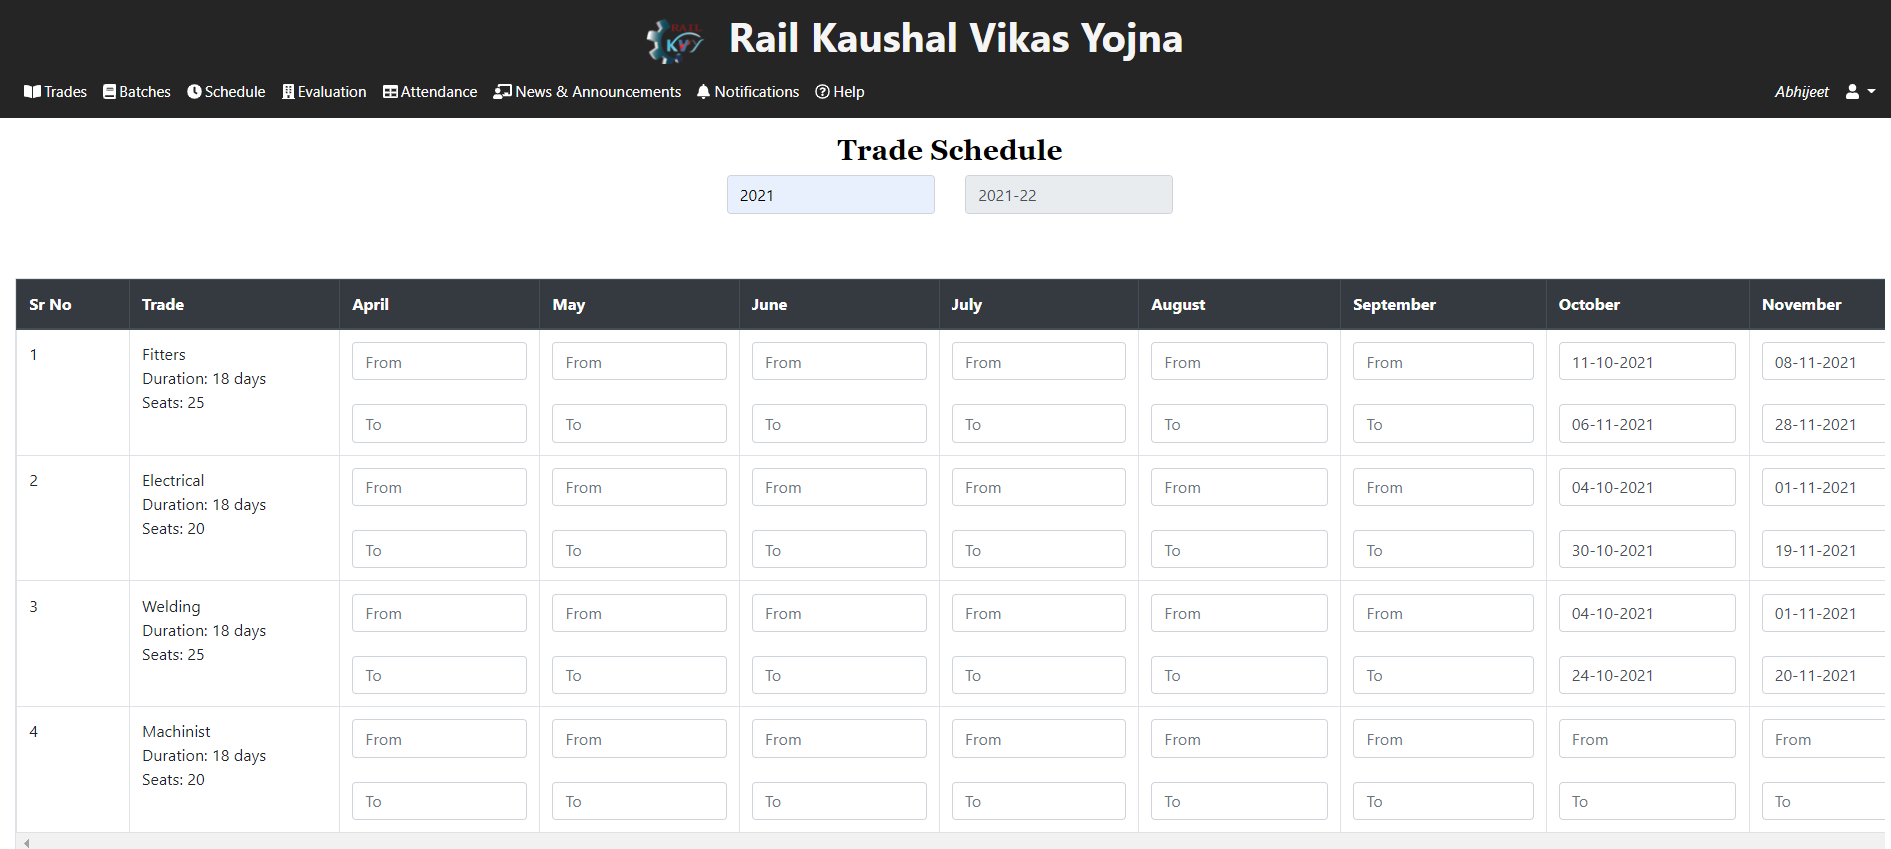 RAIL
KVY
Rail Kaushal Vikas Yojna
Trades Batches Schedule Evaluation Attendance News & Announcements Notifications Help Abhijeet
Trade Schedule
2021 2021-22
Sr No Trade April May June July August September October November
1 Fitters From From From From From From 11-10-2021 08-11-2021
Duration: 18 days
Seats: 25
To To To To To To 06-11-2021 28-11-2021
2 Electrical From From From From From From 04-10-2021 01-11-2021
Duration: 18 days
Seats: 20
To To To To To To 30-10-2021 19-11-2021
3 Welding From From From From From From 04-10-2021 01-11-2021
Duration: 18 days
Seats: 25
To To To To To To 24-10-2021 20-11-2021
4 Machinist From From From From From From From From
Duration: 18 days
Seats: 20
To To To To To To To To